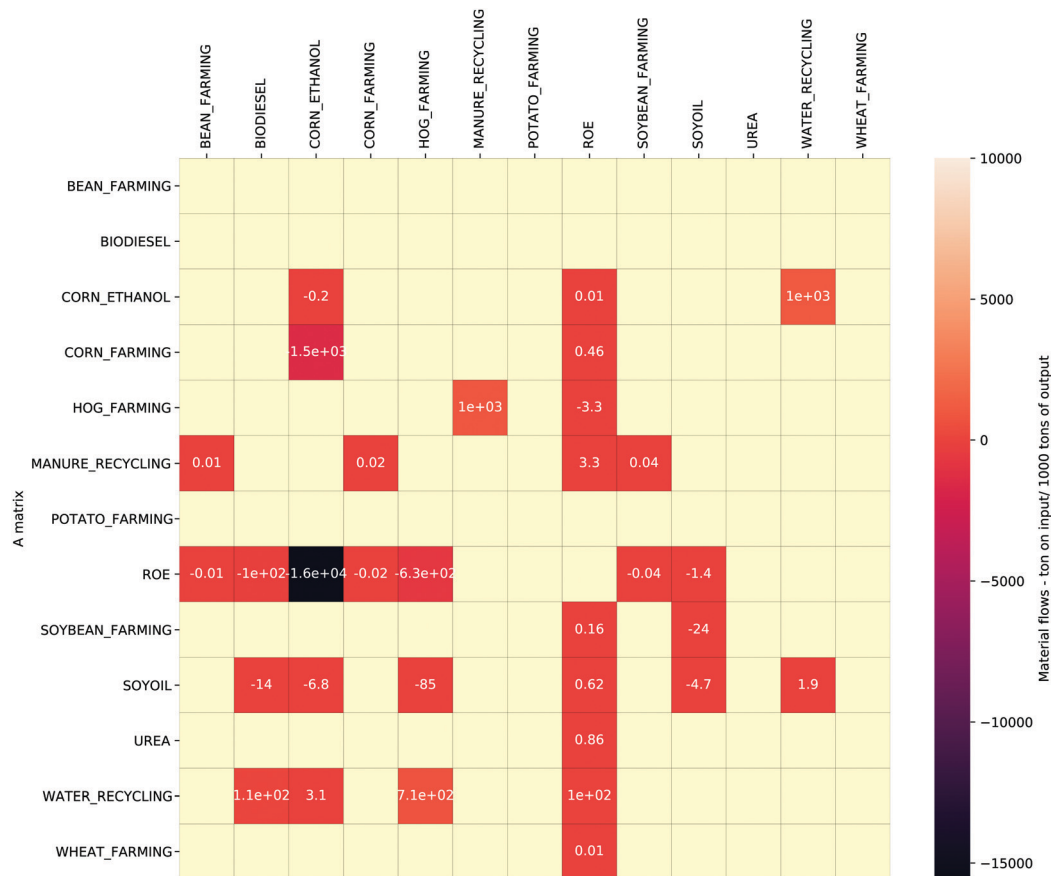 BEAN_FARMING
BIODIESEL
CORN_ETHANOL
CORN_FARMING
HOG_FARMING
MANURE_RECYCLING
POTATO_FARMING
ROE
SOYBEAN_FARMING
SOYOIL
UREA
WATER_RECYCLING
WHEAT_FARMING
BEAN_FARMING
BIODIESEL
CORN_ETHANOL -0.2 0.01 1e+03
CORN_FARMING -1.5e+03 0.46
HOG_FARMING 1e+03 -3.3
MANURE_RECYCLING 0.01 0.02 3.3 0.04
POTATO_FARMING
ROE -0.01 -1e+02 -1.6e+04 -0.02 -6.3e+02 -0.04 -1.4
SOYBEAN_FARMING 0.16 -24
SOYOIL -14 -6.8 -85 0.62 -4.7 1.9
UREA 0.86
WATER_RECYCLING 1.1e+02 3.1 7.1e+02 1e+02
WHEAT_FARMING 0.01
A matrix
10000
5000
0
−5000
−10000
−15000
Material flows - ton on input/ 1000 tons of output